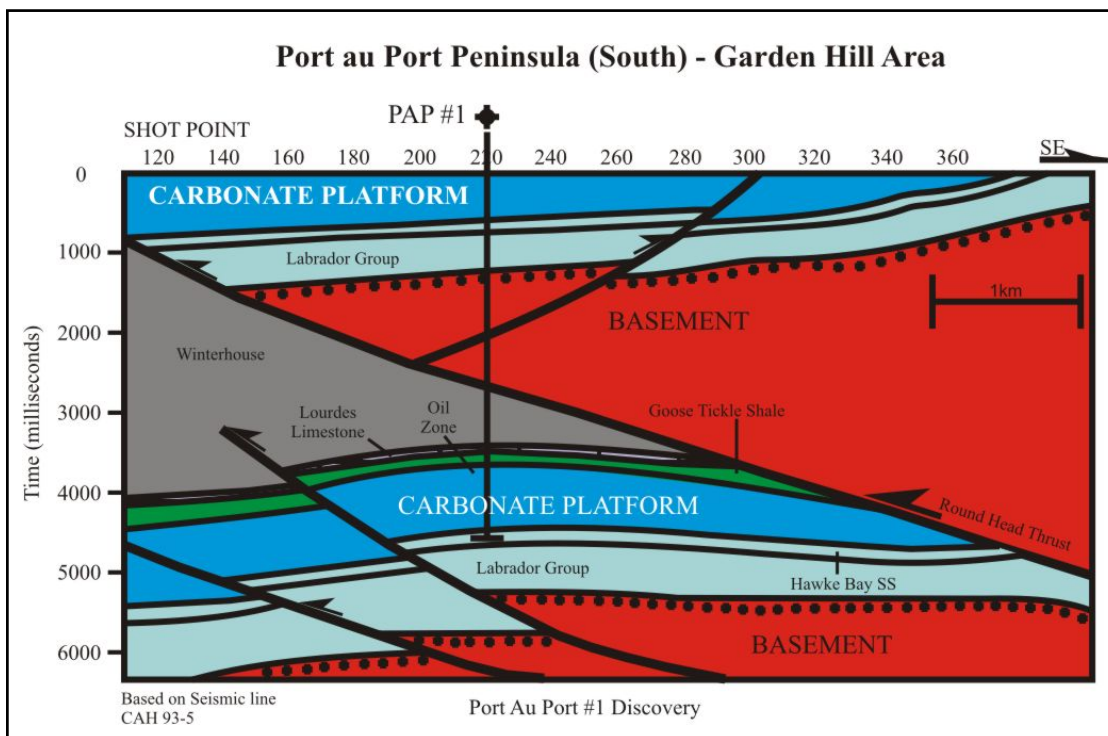 Port au Port Peninsula (South) - Garden Hill Area
PAP #1
SHOT POINT
120 140 160 180 200 220 240 260 280 300 320 340 360
SE
0
CARBONATE PLATFORM
1000
Labrador Group
1km
BASEMENT
2000
Winterhouse
3000
Lourdes
Limestone
Oil
Zone
Goose Tickle Shale
4000
CARBONATE PLATFORM
Round Head Thrust
5000
Labrador Group
Hawke Bay SS
BASEMENT
6000
Time (milliseconds)
Based on Seismic line
CAH 93-5
Port Au Port #1 Discovery